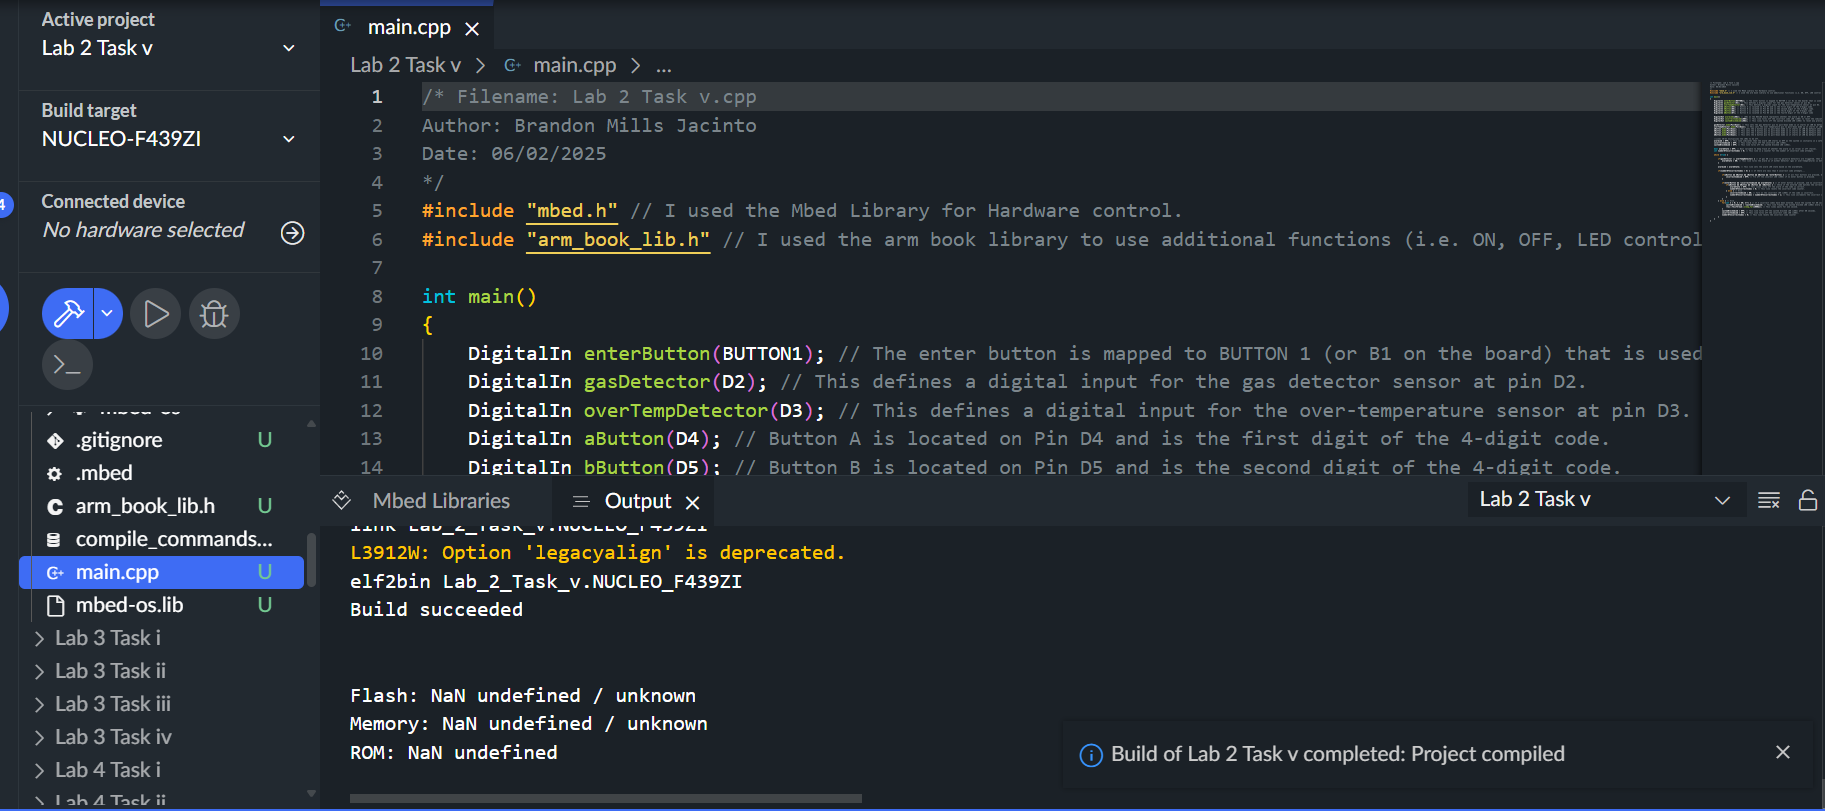 Active project
Lab 2 Task v
Build target
NUCLEO-F439ZI
Connected device
No hardware selected
4
mbed-os
.gitignore U
.mbed
arm_book_lib.h U
compile_commands...
main.cpp U
mbed-os.lib U
Lab 3 Task i
Lab 3 Task ii
Lab 3 Task iii
Lab 3 Task iv
Lab 4 Task i
Lab 4 Task ii
main.cpp
Lab 2 Task v > main.cpp > ...
1 /* Filename: Lab 2 Task v.cpp
2 Author: Brandon Mills Jacinto
3 Date: 06/02/2025
4 */
5 #include "mbed.h" // I used the Mbed Library for Hardware control.
6 #include "arm_book_lib.h" // I used the arm book library to use additional functions (i.e. ON, OFF, LED control
7
8 int main()
9 {
10 DigitalIn enterButton(BUTTON1); // The enter button is mapped to BUTTON 1 (or B1 on the board) that is used
11 DigitalIn gasDetector(D2); // This defines a digital input for the gas detector sensor at pin D2.
12 DigitalIn overTempDetector(D3); // This defines a digital input for the over-temperature sensor at pin D3.
13 DigitalIn aButton(D4); // Button A is located on Pin D4 and is the first digit of the 4-digit code.
14 DigitalIn bButton(D5); // Button B is located on Pin D5 and is the second digit of the 4-digit code.
Mbed Libraries
Output
Lab 2 Task v
link Lab_2_Task_v.NUCLEO_F439ZI
L3912W: Option 'legacyalign' is deprecated.
elf2bin Lab_2_Task_v.NUCLEO_F439ZI
Build succeeded
Flash: NaN undefined / unknown
Memory: NaN undefined / unknown
ROM: NaN undefined
Build of Lab 2 Task v completed: Project compiled